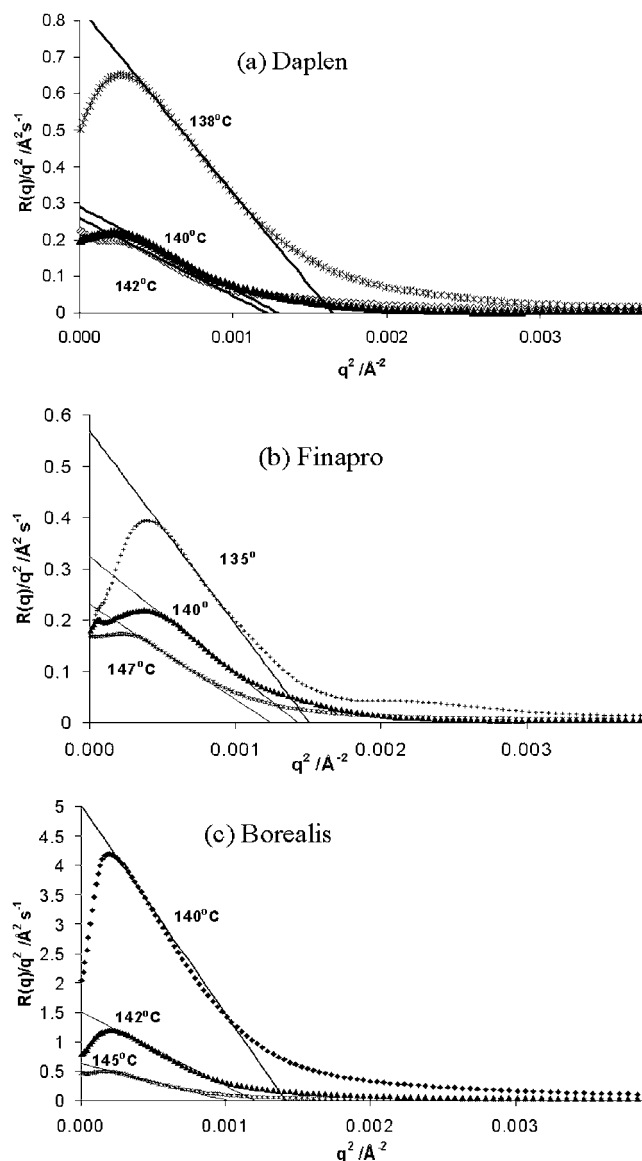 (a) Daplen
R(q)/q² /Å² s⁻¹
0.8
0.7
0.6
0.5
0.4
0.3
0.2
0.1
0
138°C
140°C
142°C
0.000 0.001 0.002 0.003
q² /Å⁻²
(b) Finapro
R(q)/q² /Å² s⁻¹
0.6
0.5
0.4
0.3
0.2
0.1
0
135°
140°
147°C
0.000 0.001 0.002 0.003
q² /Å⁻²
(c) Borealis
R(q)/q² /Å² s⁻¹
5
4.5
4
3.5
3
2.5
2
1.5
1
0.5
0
140°C
142°C
145°C
0.000 0.001 0.002 0.003
q² /Å⁻²